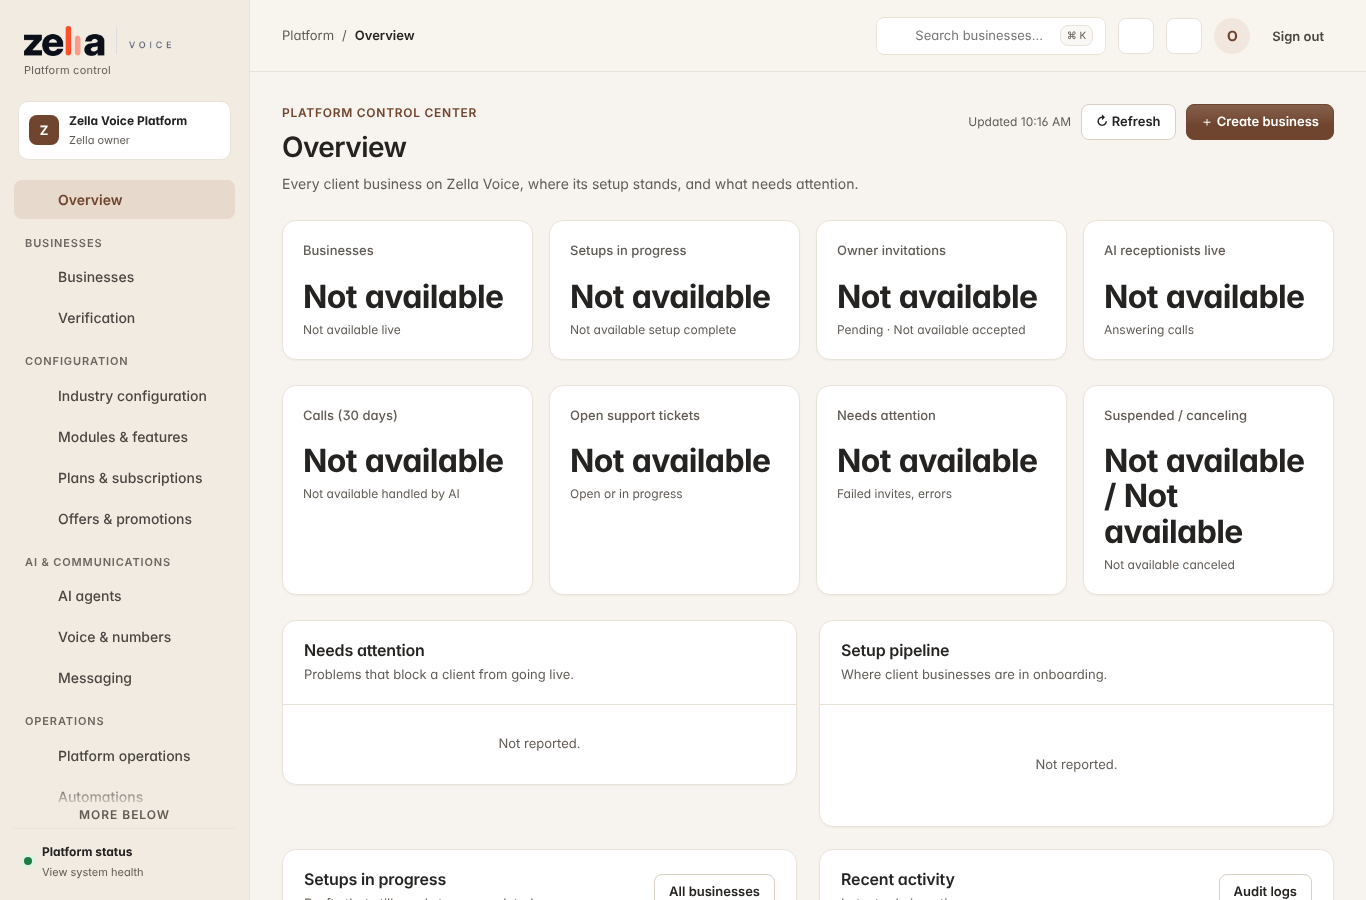 zella VOICE
Platform control
Z
Zella Voice Platform
Zella owner
Overview
BUSINESSES
Businesses
Verification
CONFIGURATION
Industry configuration
Modules & features
Plans & subscriptions
Offers & promotions
AI & COMMUNICATIONS
AI agents
Voice & numbers
Messaging
OPERATIONS
Platform operations
Automations
MORE BELOW
Platform status
View system health
Platform / Overview
Search businesses... ⌘ K
O
Sign out
PLATFORM CONTROL CENTER
Overview
Every client business on Zella Voice, where its setup stands, and what needs attention.
Updated 10:16 AM
↻ Refresh
+ Create business
Businesses
Not available
Not available live
Setups in progress
Not available
Not available setup complete
Owner invitations
Not available
Pending · Not available accepted
AI receptionists live
Not available
Answering calls
Calls (30 days)
Not available
Not available handled by AI
Open support tickets
Not available
Open or in progress
Needs attention
Not available
Failed invites, errors
Suspended / canceling
Not available
/ Not
available
Not available canceled
Needs attention
Problems that block a client from going live.
Not reported.
Setup pipeline
Where client businesses are in onboarding.
Not reported.
Setups in progress
All businesses
Recent activity
Audit logs